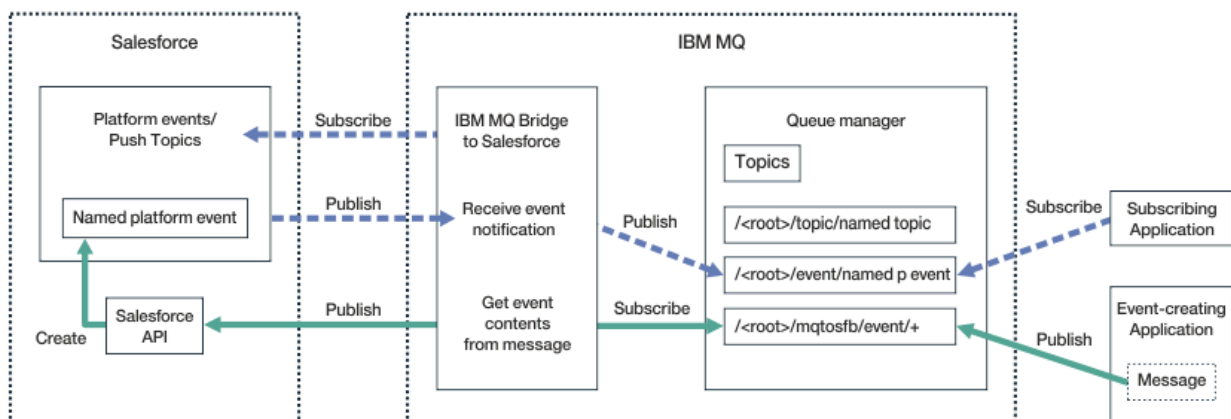 Salesforce
IBM MQ
Platform events/
Push Topics
Subscribe
IBM MQ Bridge
to Salesforce
Queue manager
Topics
Named platform event
Publish
Receive event
notification
Publish
/<root>/topic/named topic
Subscribe
Subscribing
Application
/<root>/event/named p event
Create
Salesforce
API
Publish
Get event
contents
from message
Subscribe
/<root>/mqtosfb/event/+
Publish
Event-creating
Application
Message